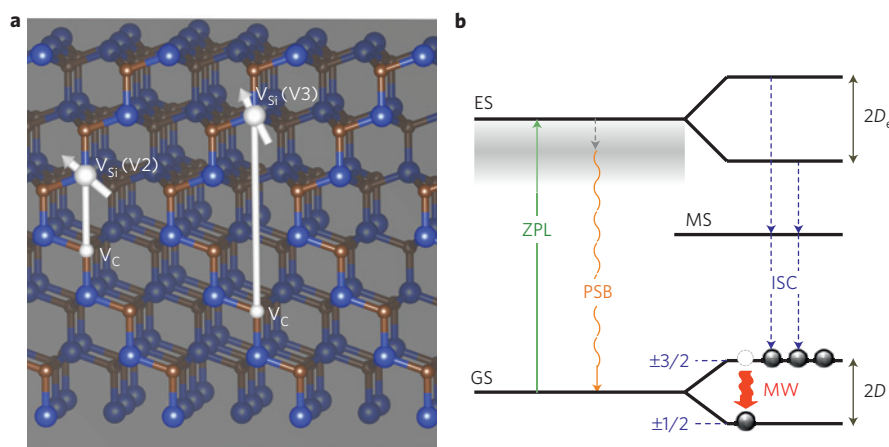 a
V_Si (V3)
V_Si (V2)
V_C
V_C
b
ES
2D_e
MS
ZPL
PSB
ISC
±3/2
GS
MW
2D
±1/2